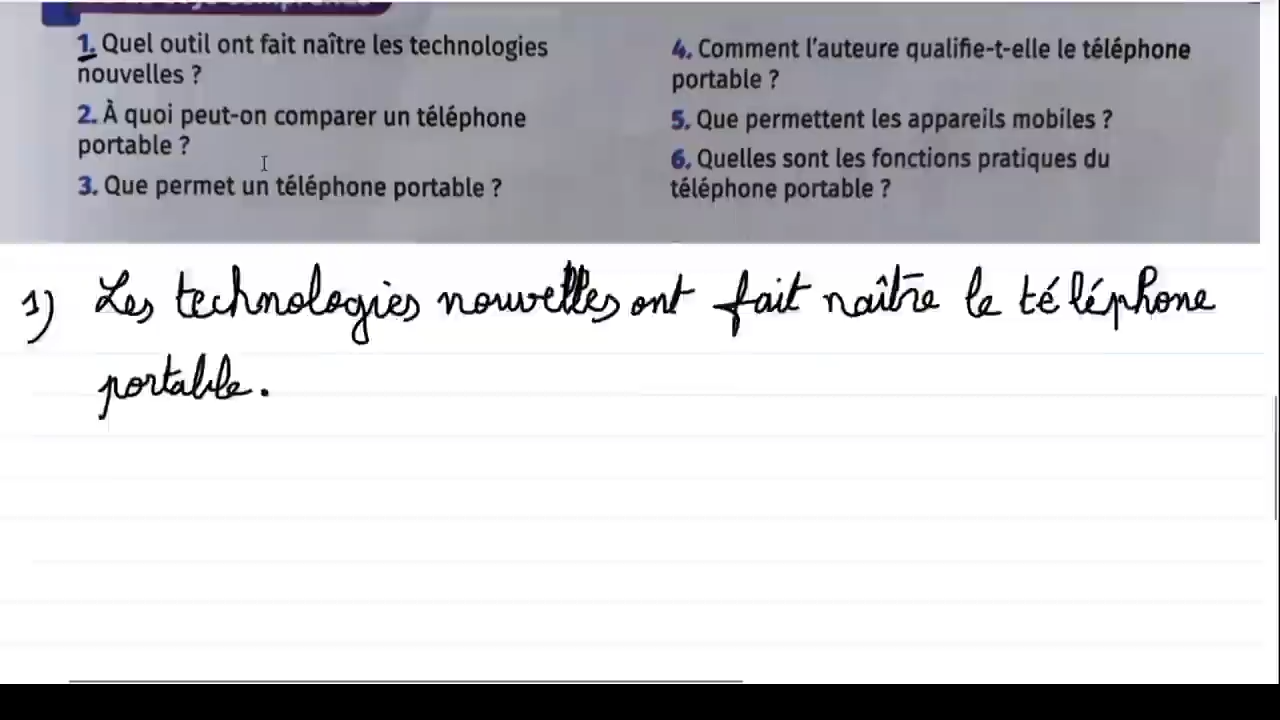 1. Quel outil ont fait naître les technologies
nouvelles ?
2. À quoi peut-on comparer un téléphone
portable ?
3. Que permet un téléphone portable ?
4. Comment l'auteure qualifie-t-elle le téléphone
portable ?
5. Que permettent les appareils mobiles ?
6. Quelles sont les fonctions pratiques du
téléphone portable ?
1) Les technologies nouvelles ont fait naître le téléphone
portable.